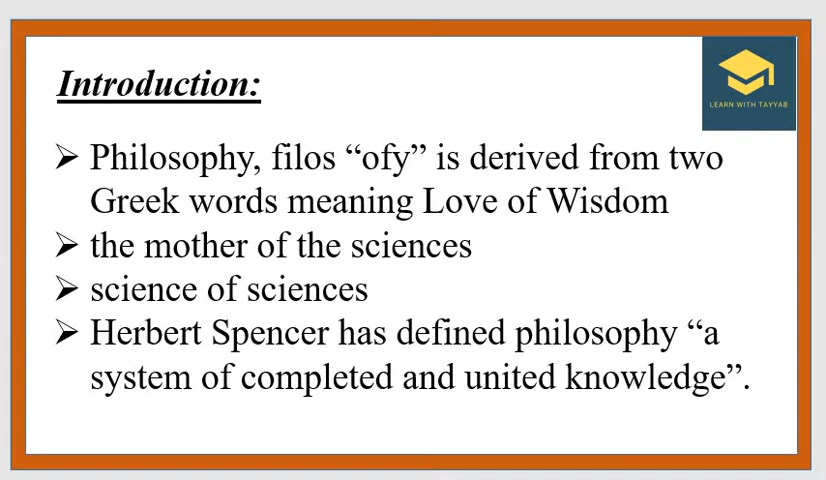 Introduction:
LEARN WITH TAYYAB
➢ Philosophy, filos “ofy” is derived from two
Greek words meaning Love of Wisdom
➢ the mother of the sciences
➢ science of sciences
➢ Herbert Spencer has defined philosophy “a
system of completed and united knowledge”.